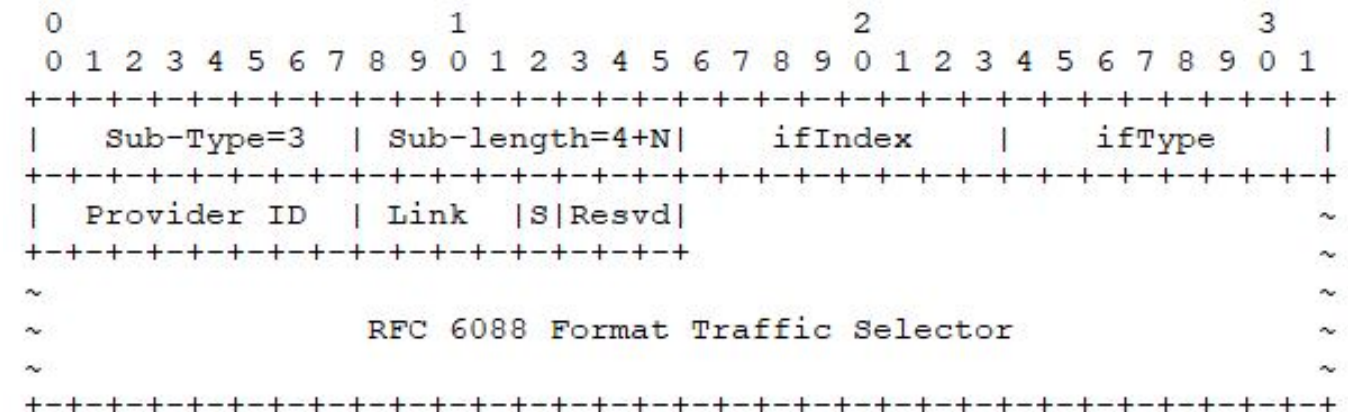 0                   1                   2                   3
 0 1 2 3 4 5 6 7 8 9 0 1 2 3 4 5 6 7 8 9 0 1 2 3 4 5 6 7 8 9 0 1
+-+-+-+-+-+-+-+-+-+-+-+-+-+-+-+-+-+-+-+-+-+-+-+-+-+-+-+-+-+-+-+-+
|   Sub-Type=3  | Sub-length=4+N|    ifIndex    |    ifType     |
+-+-+-+-+-+-+-+-+-+-+-+-+-+-+-+-+-+-+-+-+-+-+-+-+-+-+-+-+-+-+-+-+
|  Provider ID  | Link  |S|Resvd|                               ~
+-+-+-+-+-+-+-+-+-+-+-+-+-+-+-+-+                               ~
~                                                               ~
~                RFC 6088 Format Traffic Selector               ~
~                                                               ~
+-+-+-+-+-+-+-+-+-+-+-+-+-+-+-+-+-+-+-+-+-+-+-+-+-+-+-+-+-+-+-+-+